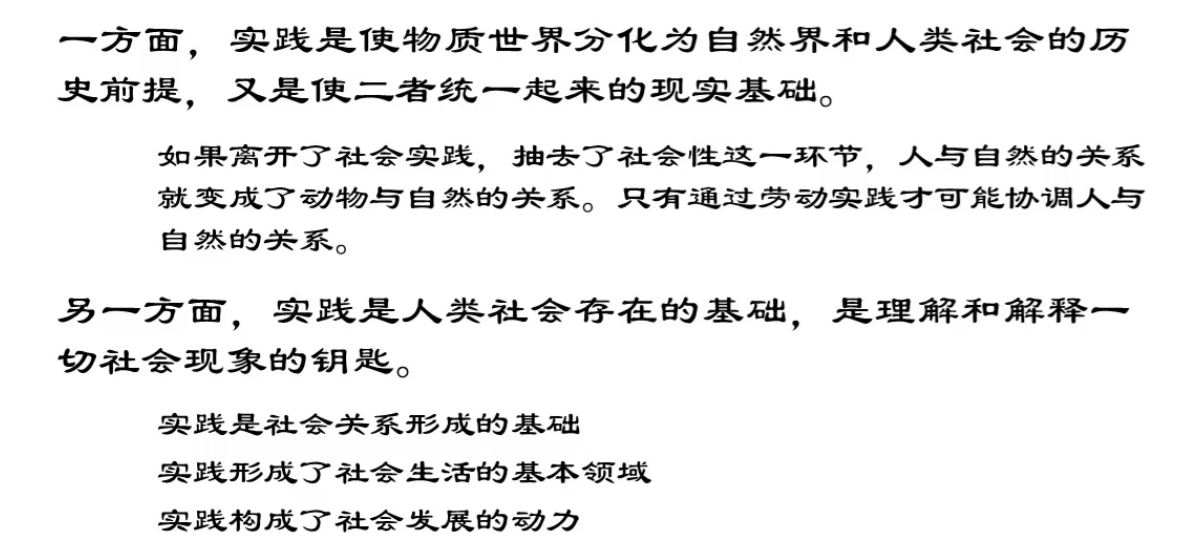 一方面，实践是使物质世界分化为自然界和人类社会的历
史前提，又是使二者统一起来的现实基础。
如果离开了社会实践，抽去了社会性这一环节，人与自然的关系
就变成了动物与自然的关系。只有通过劳动实践才可能协调人与
自然的关系。
另一方面，实践是人类社会存在的基础，是理解和解释一
切社会现象的钥匙。
实践是社会关系形成的基础
实践形成了社会生活的基本领域
实践构成了社会发展的动力